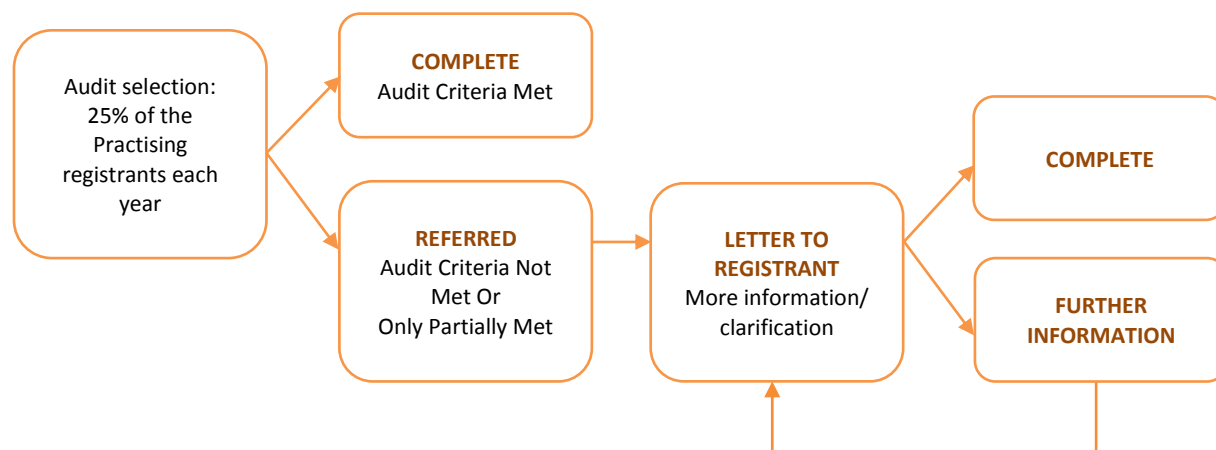 Audit selection:
25% of the
Practising
registrants each
year
COMPLETE
Audit Criteria Met
REFERRED
Audit Criteria Not
Met Or
Only Partially Met
LETTER TO
REGISTRANT
More information/
clarification
COMPLETE
FURTHER
INFORMATION